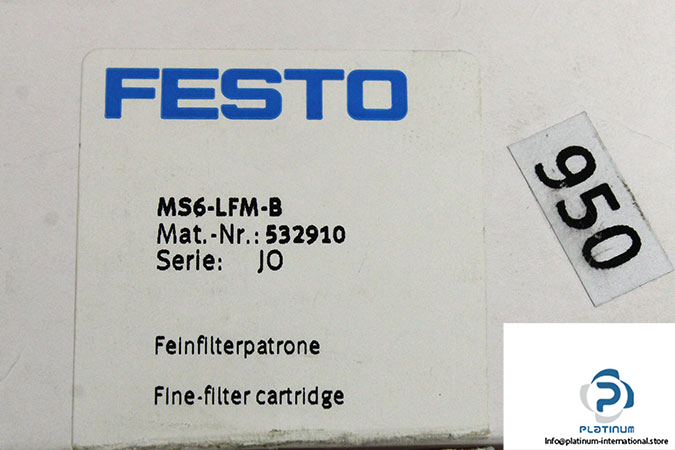 FESTO
MS6-LFM-B
Mat.-Nr.: 532910
Serie: JO
Feinfilterpatrone
Fine-filter cartridge
950
P
PLATINUM
Info@platinum-international.store